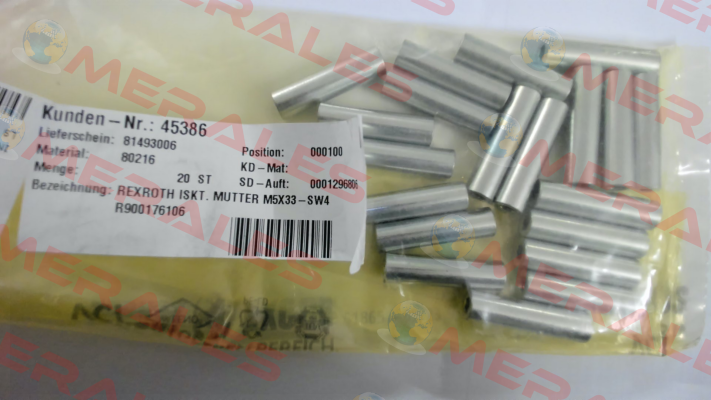 Kunden-Nr.: 45386
Lieferschein: 81493006 Position: 000100
Material: 80216 KD-Mat:
Menge: 20 ST SD-Auft: 0001296806
Bezeichnung: REXROTH ISKT. MUTTER M5X33-SW4
R900176106
MERALES
MERALES
MERALES
MERALES
MERALES